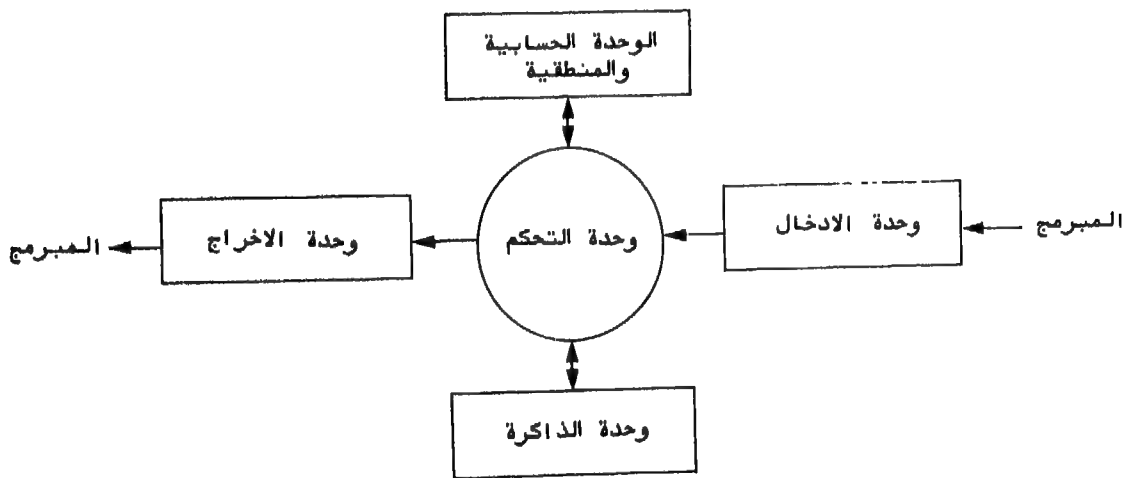 الوحدة الحسابية
والمنطقية
المبرمج
وحدة الادخال
وحدة التحكم
وحدة الاخراج
المبرمج
وحدة الذاكرة